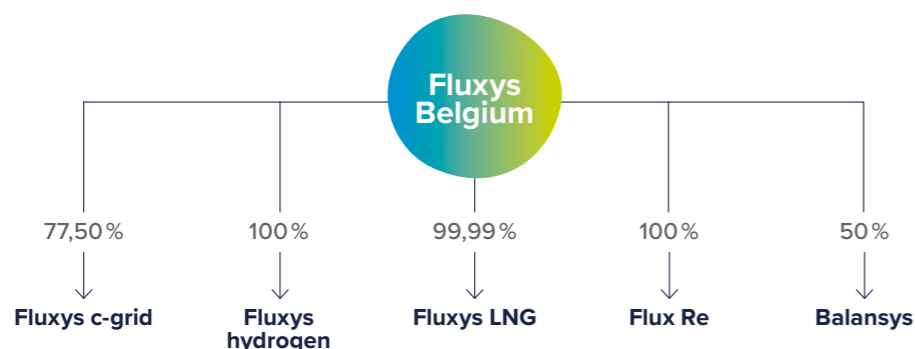 Fluxys
Belgium
77,50 %
100 %
99,99 %
100 %
50 %
Fluxys c-grid
Fluxys
hydrogen
Fluxys LNG
Flux Re
Balansys